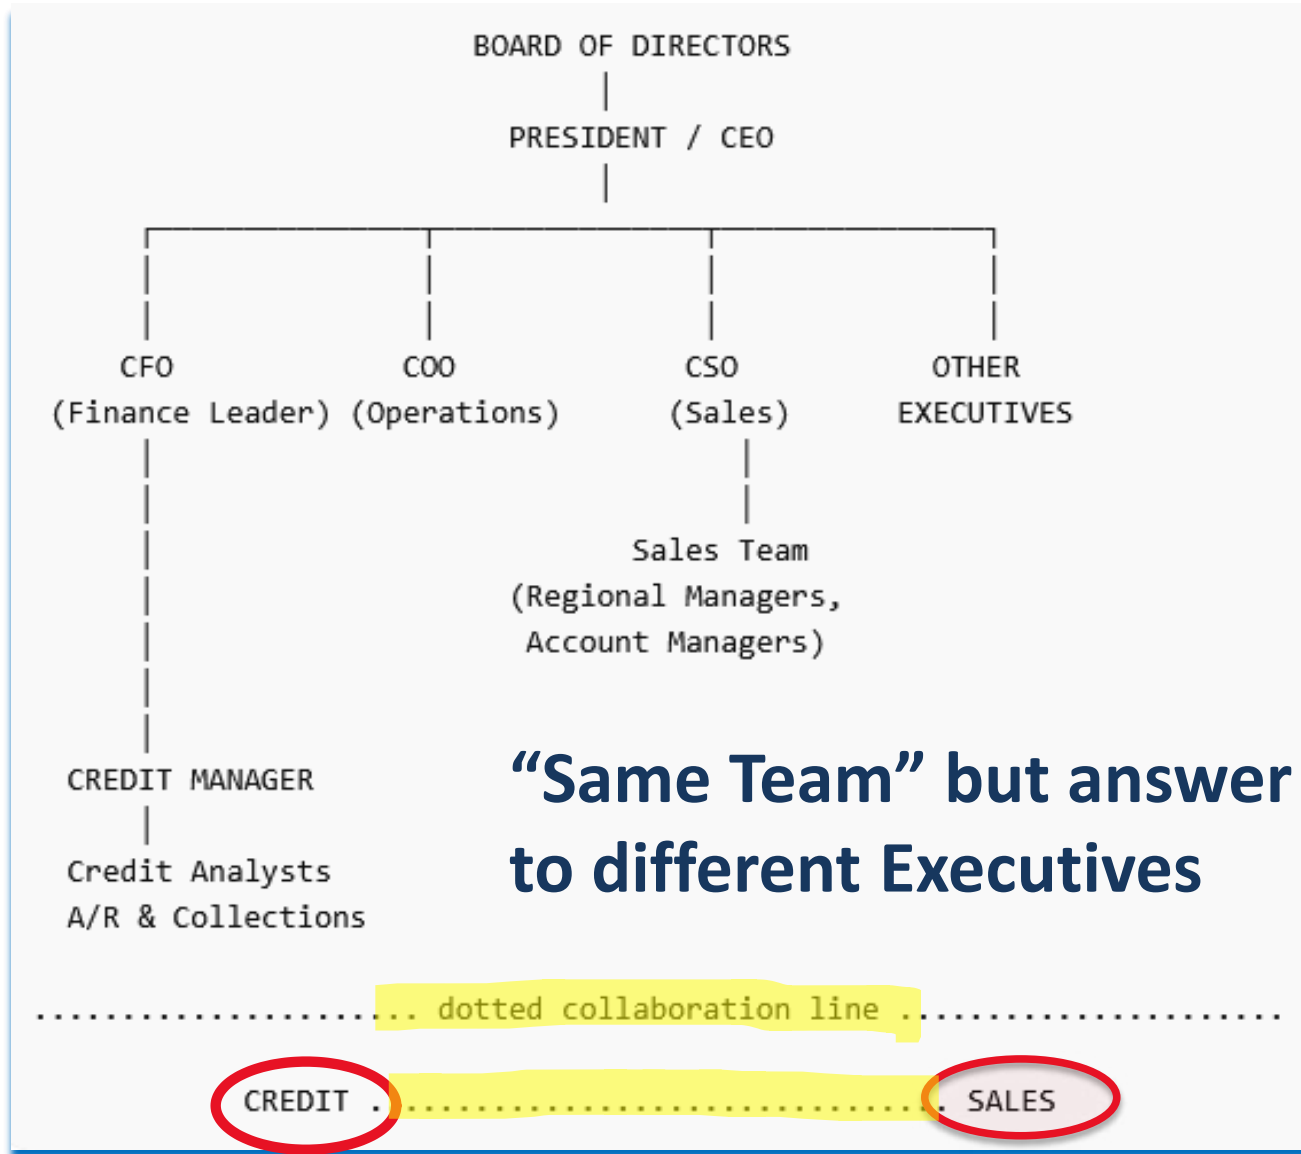 BOARD OF DIRECTORS
PRESIDENT / CEO
CFO COO CSO OTHER
(Finance Leader) (Operations) (Sales) EXECUTIVES
Sales Team
(Regional Managers,
Account Managers)
CREDIT MANAGER
“Same Team” but answer
to different Executives
Credit Analysts
A/R & Collections
...................... dotted collaboration line ......................
CREDIT ................................. SALES